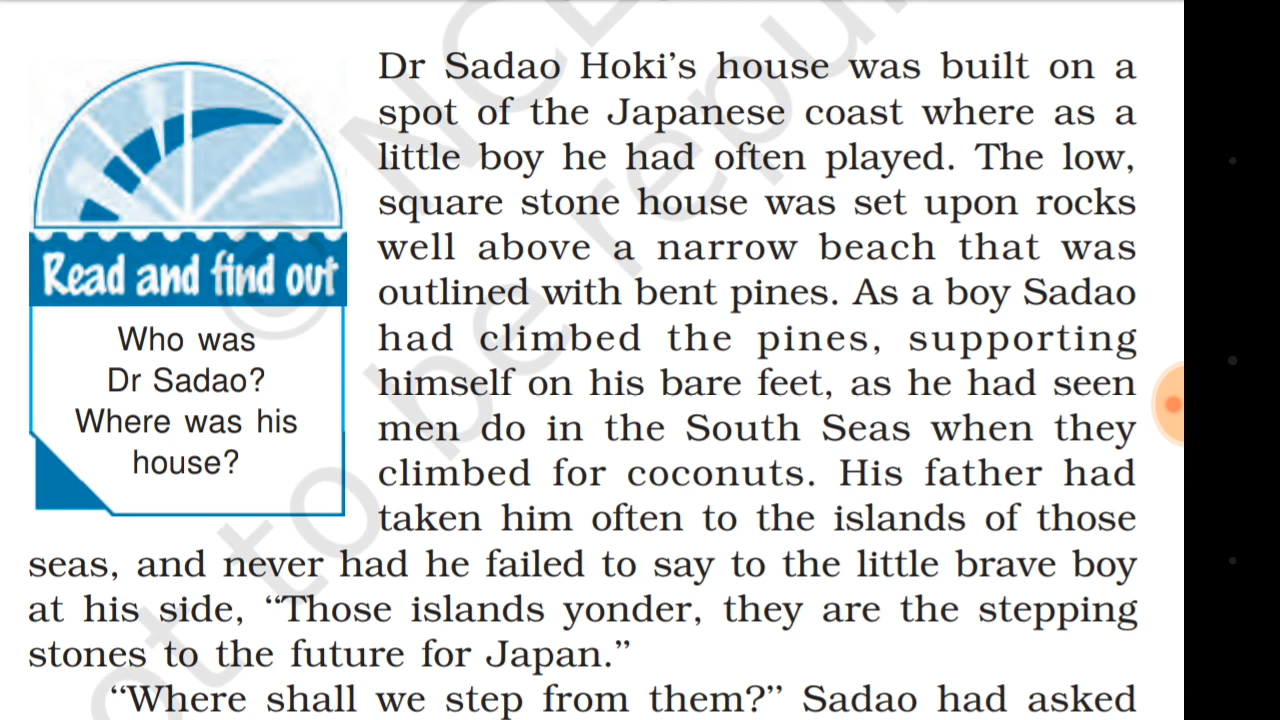 Dr Sadao Hoki’s house was built on a
spot of the Japanese coast where as a
little boy he had often played. The low,
square stone house was set upon rocks
well above a narrow beach that was
outlined with bent pines. As a boy Sadao
had climbed the pines, supporting
himself on his bare feet, as he had seen
men do in the South Seas when they
climbed for coconuts. His father had
taken him often to the islands of those
seas, and never had he failed to say to the little brave boy
at his side, “Those islands yonder, they are the stepping
stones to the future for Japan.”
“Where shall we step from them?” Sadao had asked
Read and find out
Who was
Dr Sadao?
Where was his
house?